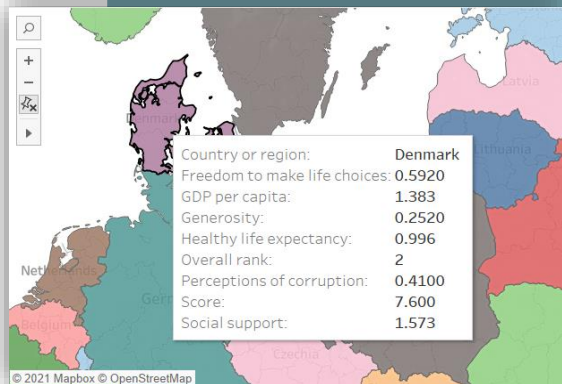 Latvia
Denmark
Lithuania
Country or region: Denmark
Freedom to make life choices: 0.5920
GDP per capita: 1.383
Generosity: 0.2520
Healthy life expectancy: 0.996
Overall rank: 2
Perceptions of corruption: 0.4100
Score: 7.600
Social support: 1.573
Neth
Ger
Belgium
Czechia
© 2021 Mapbox © OpenStreetMap